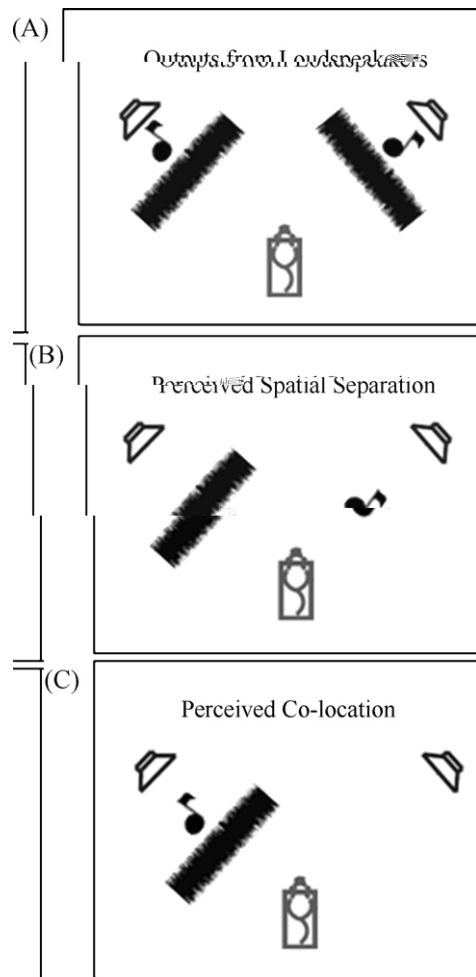 (A)
Outputs from Loudspeakers
(B)
Perceived Spatial Separation
(C)
Perceived Co-location